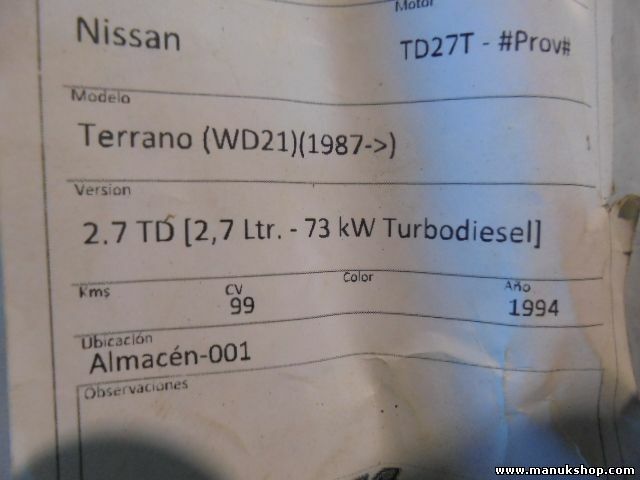 Motor
Nissan TD27T - #Prov#
Modelo
Terrano (WD21)(1987->)
Version
2.7 TD [2,7 Ltr. - 73 kW Turbodiesel]
Kms CV Color Año
99 1994
Ubicación
Almacén-001
Observaciones
www.manukshop.com